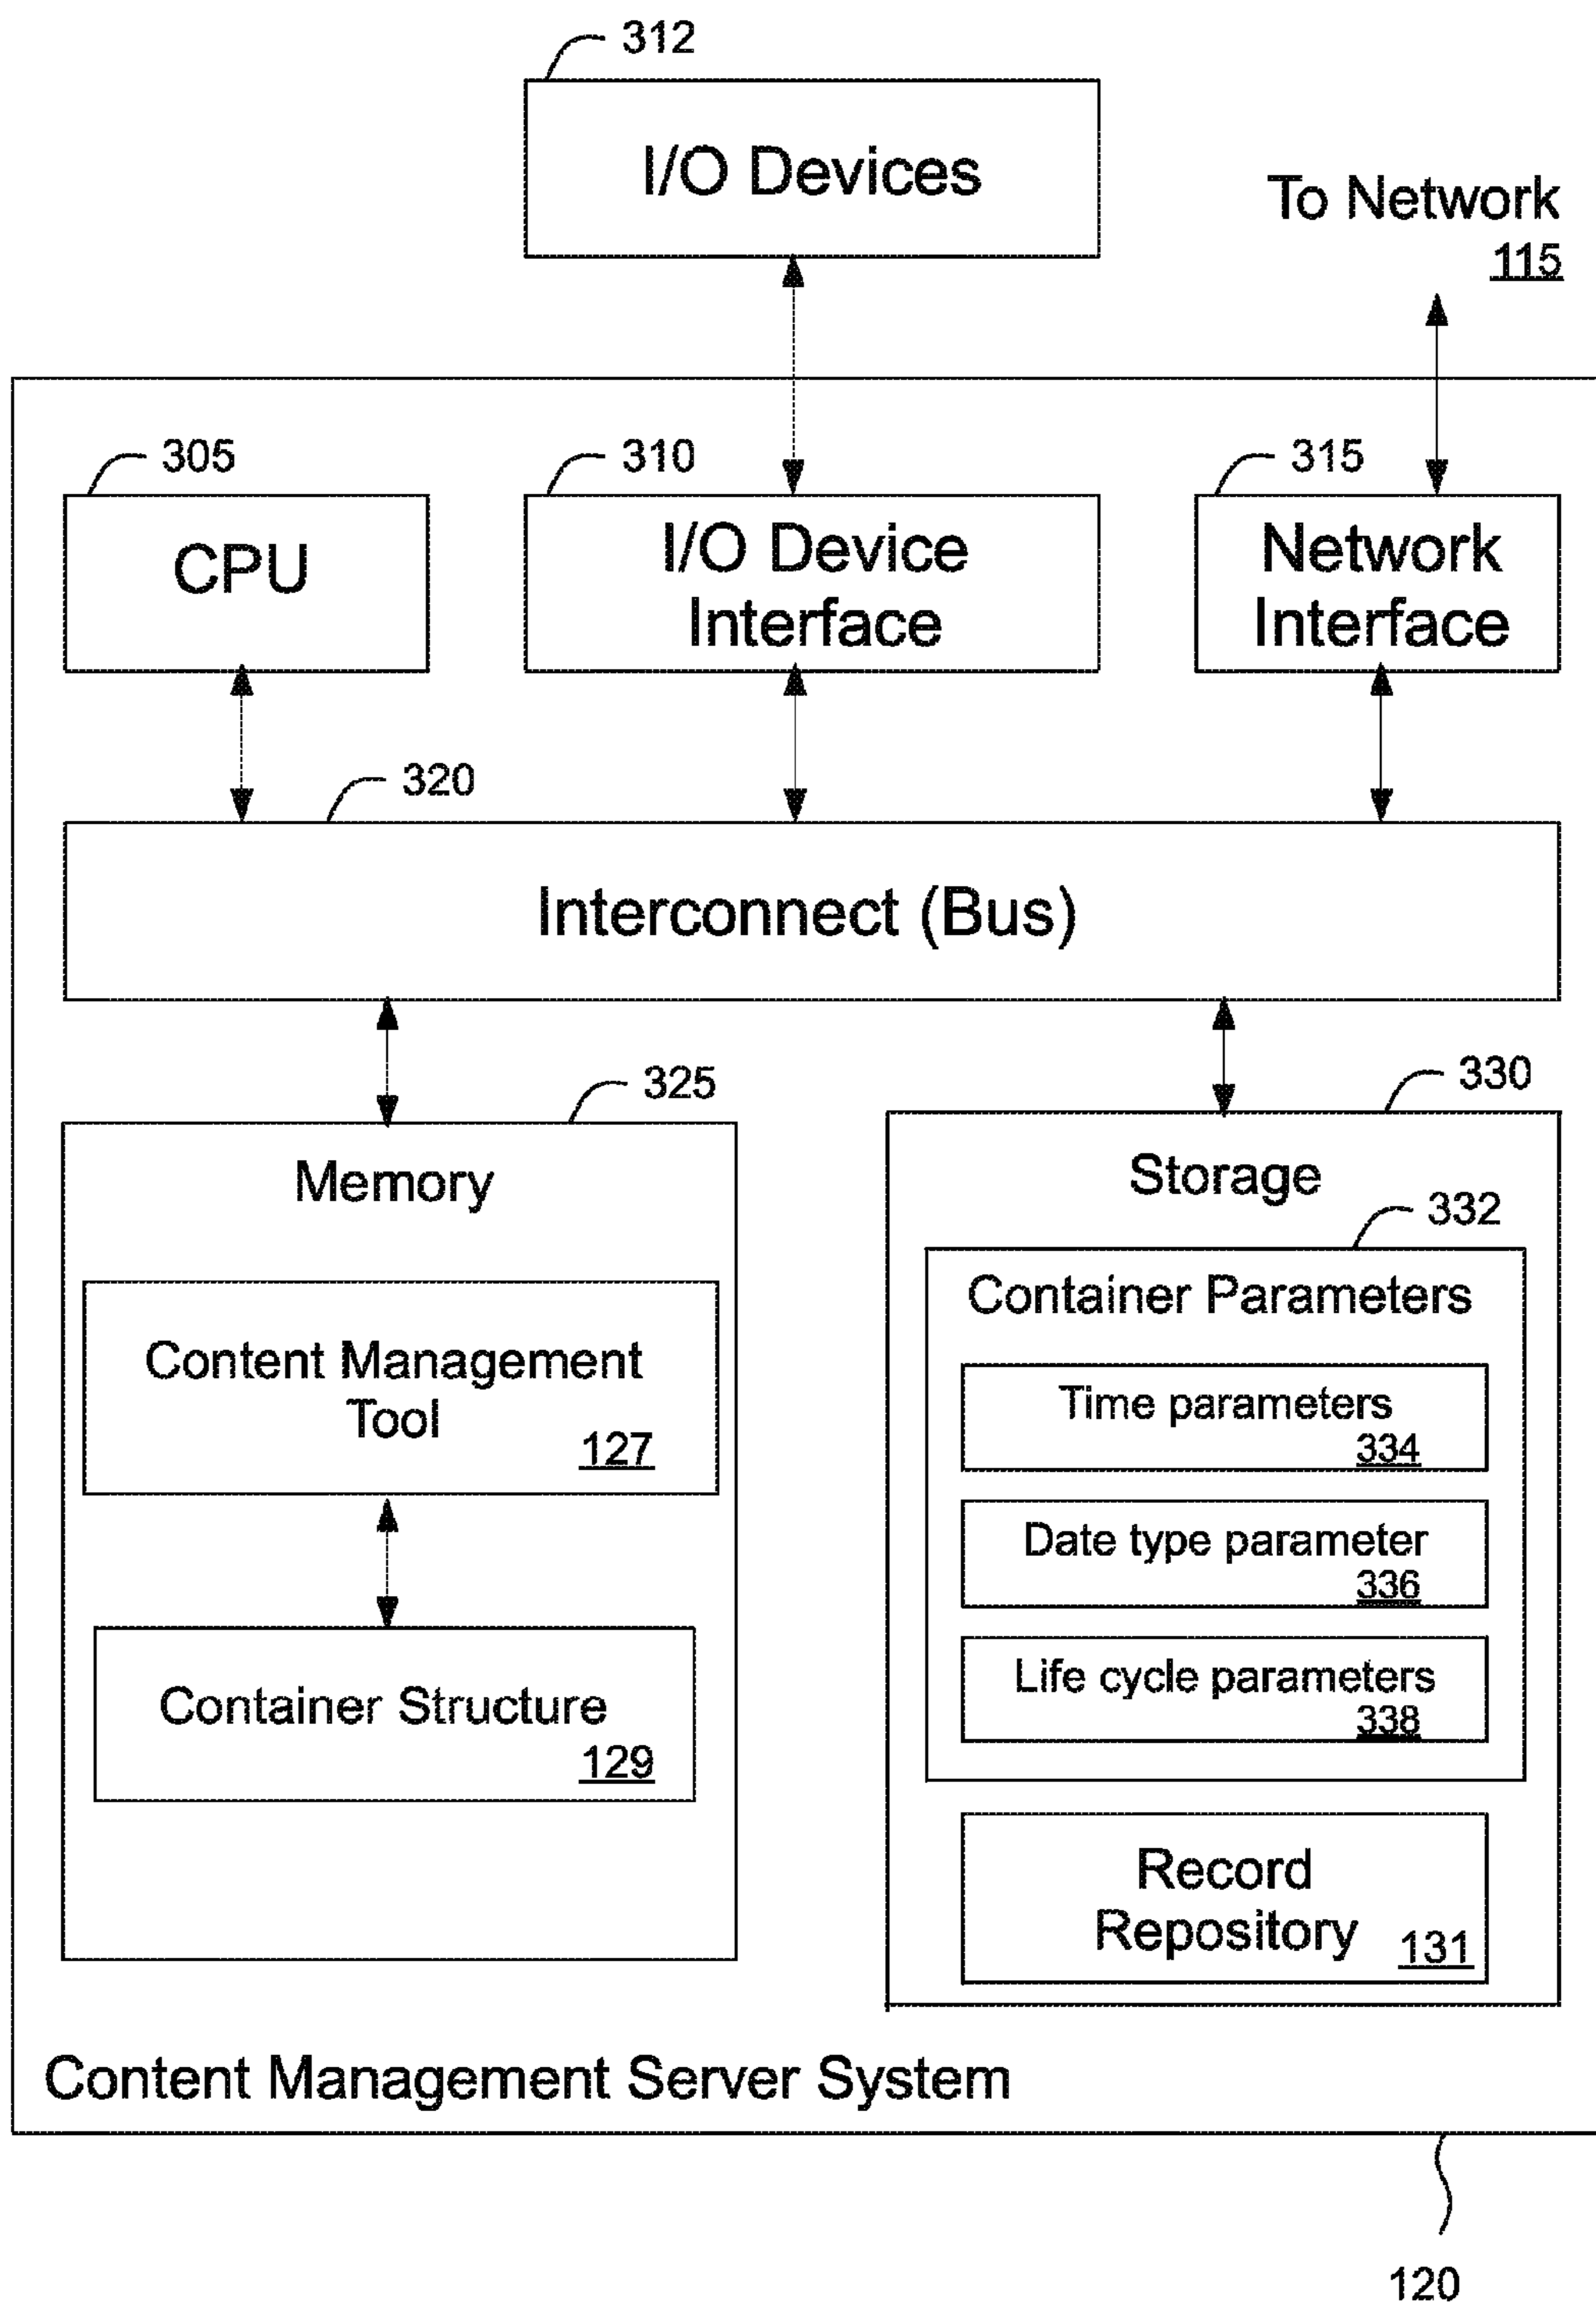 312
I/O Devices
To Network
115
305
310
315
CPU
I/O Device
Interface
Network
Interface
320
Interconnect (Bus)
325
330
Memory
Storage
332
Container Parameters
Content Management
Tool
127
Time parameters
334
Date type parameter
336
Life cycle parameters
338
Container Structure
129
Record
Repository
131
Content Management Server System
120